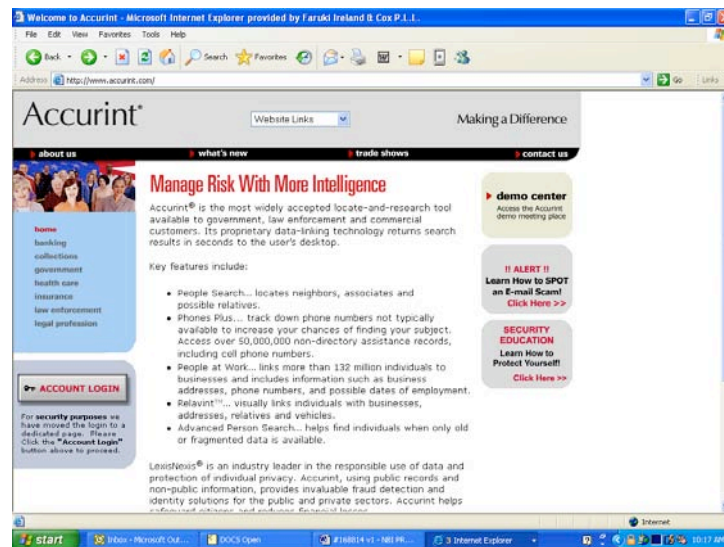 Welcome to Accurint - Microsoft Internet Explorer provided by Faruki Ireland & Cox P.L.L.
File Edit View Favorites Tools Help
Back Search Favorites
Address http://www.accurint.com/ Go Links
Accurint®
Website Links
Making a Difference
about us what's new trade shows contact us
home
banking
collections
government
health care
insurance
law enforcement
legal profession
ACCOUNT LOGIN
For security purposes we
have moved the login to a
dedicated page. Please
Click the "Account Login"
button above to proceed.
Manage Risk With More Intelligence
Accurint® is the most widely accepted locate-and-research tool
available to government, law enforcement and commercial
customers. Its proprietary data-linking technology returns search
results in seconds to the user's desktop.
Key features include:
• People Search... locates neighbors, associates and
possible relatives.
• Phones Plus... track down phone numbers not typically
available to increase your chances of finding your subject.
Access over 50,000,000 non-directory assistance records,
including cell phone numbers.
• People at Work... links more than 132 million individuals to
businesses and includes information such as business
addresses, phone numbers, and possible dates of employment.
• Relavint™... visually links individuals with businesses,
addresses, relatives and vehicles.
• Advanced Person Search... helps find individuals when only old
or fragmented data is available.
LexisNexis® is an industry leader in the responsible use of data and
protection of individual privacy. Accurint, using public records and
non-public information, provides invaluable fraud detection and
identity solutions for the public and private sectors. Accurint helps
safeguard citizens and reduces financial losses.
demo center
Access the Accurint
demo meeting place
!! ALERT !!
Learn How to SPOT
an E-mail Scam!
Click Here >>
SECURITY
EDUCATION
Learn How to
Protect Yourself!
Click Here >>
Internet
start Inbox - Microsoft Out... DOCS Open #168814 v1 - NBI PR... 3 Internet Explorer 10:17 AM